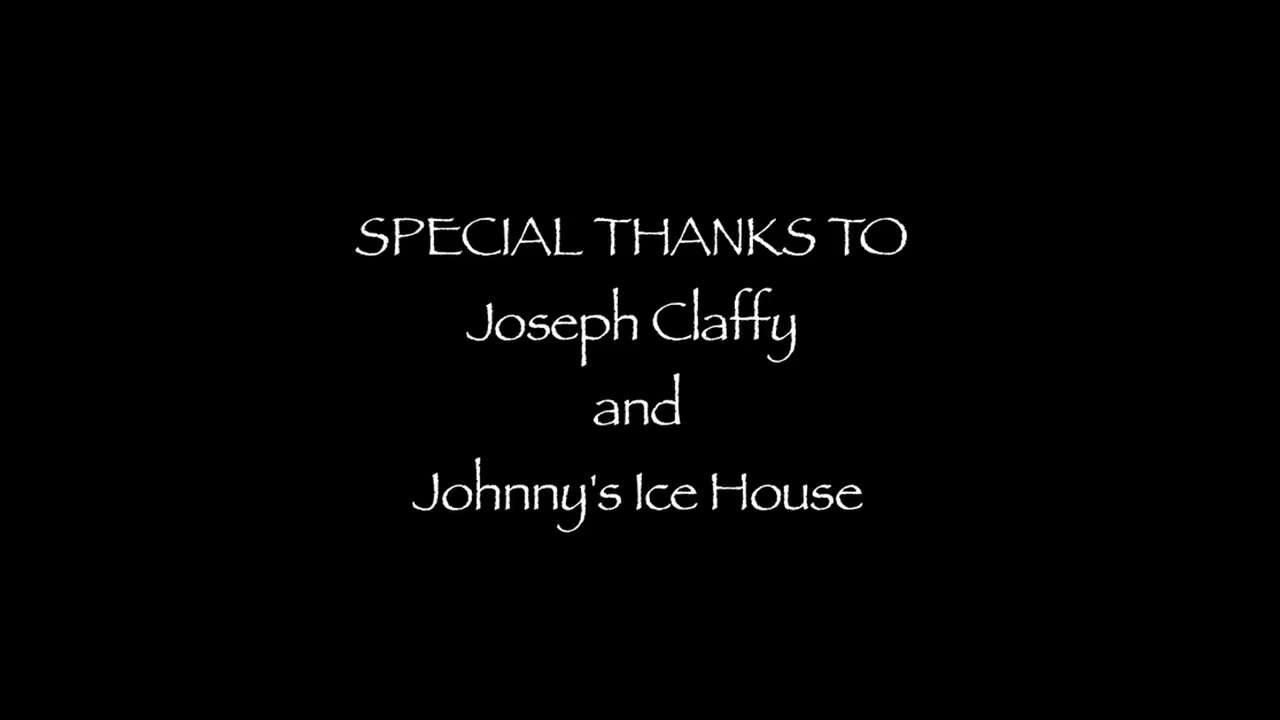 SPECIAL THANKS TO
Joseph Claffy
and
Johnny's Ice House